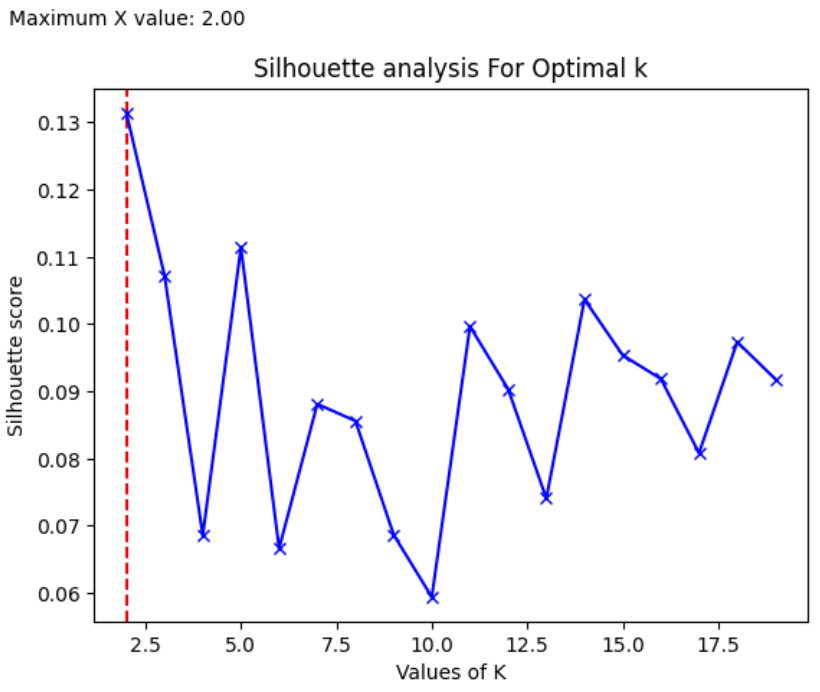 Maximum X value: 2.00
Silhouette analysis For Optimal k
Silhouette score
0.13
0.12
0.11
0.10
0.09
0.08
0.07
0.06
2.5 5.0 7.5 10.0 12.5 15.0 17.5
Values of K